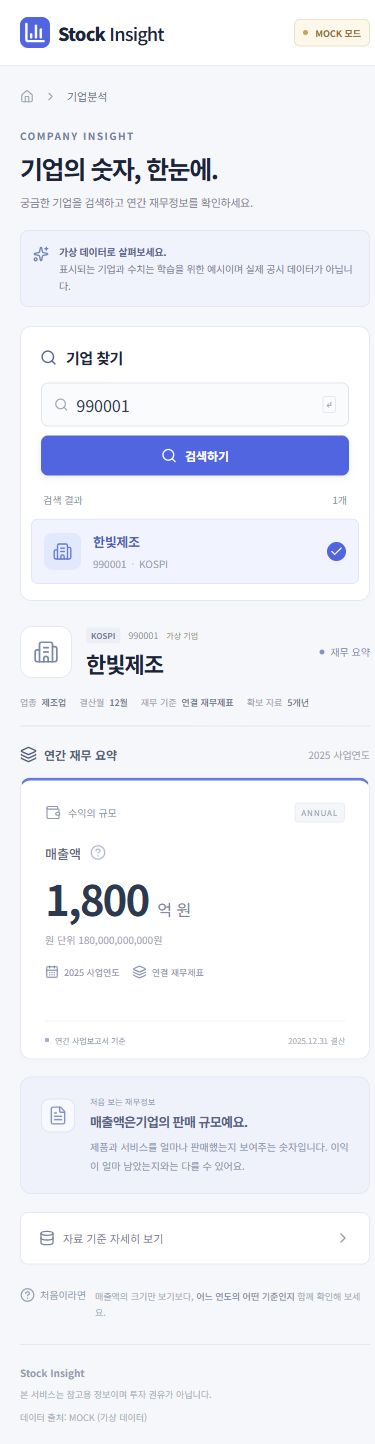 Stock Insight
MOCK 모드
기업분석
COMPANY INSIGHT
기업의 숫자, 한눈에.
궁금한 기업을 검색하고 연간 재무정보를 확인하세요.
가상 데이터로 살펴보세요.
표시되는 기업과 수치는 학습을 위한 예시이며 실제 공시 데이터가 아닙니
다.
기업 찾기
990001
검색하기
검색 결과
1개
한빛제조
990001 · KOSPI
KOSPI 990001 가상 기업
한빛제조
재무 요약
업종 제조업 결산월 12월 재무 기준 연결 재무제표 확보 자료 5개년
연간 재무 요약
2025 사업연도
수익의 규모
ANNUAL
매출액
1,800 억 원
원 단위 180,000,000,000원
2025 사업연도 연결 재무제표
연간 사업보고서 기준
2025.12.31 결산
처음 보는 재무정보
매출액은기업의 판매 규모예요.
제품과 서비스를 얼마나 판매했는지 보여주는 숫자입니다. 이익
이 얼마 남았는지와는 다를 수 있어요.
자료 기준 자세히 보기
처음이라면
매출액의 크기만 보기보다, 어느 연도의 어떤 기준인지 함께 확인해 보세
요.
Stock Insight
본 서비스는 참고용 정보이며 투자 권유가 아닙니다.
데이터 출처: MOCK (가상 데이터)